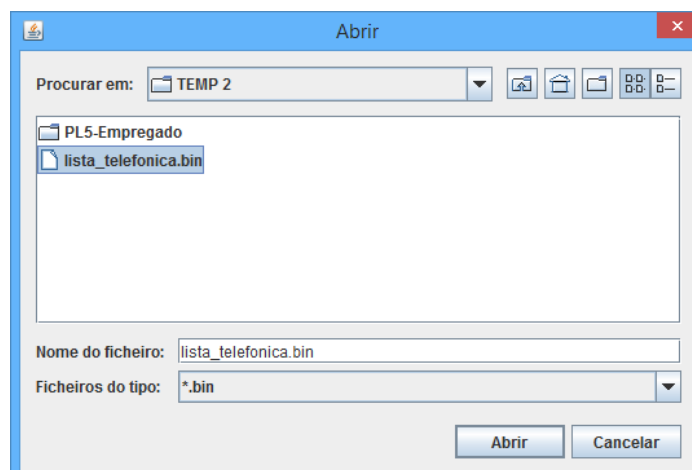 Abrir
Procurar em: TEMP 2
PL5-Empregado
lista_telefonica.bin
Nome do ficheiro: lista_telefonica.bin
Ficheiros do tipo: *.bin
Abrir Cancelar